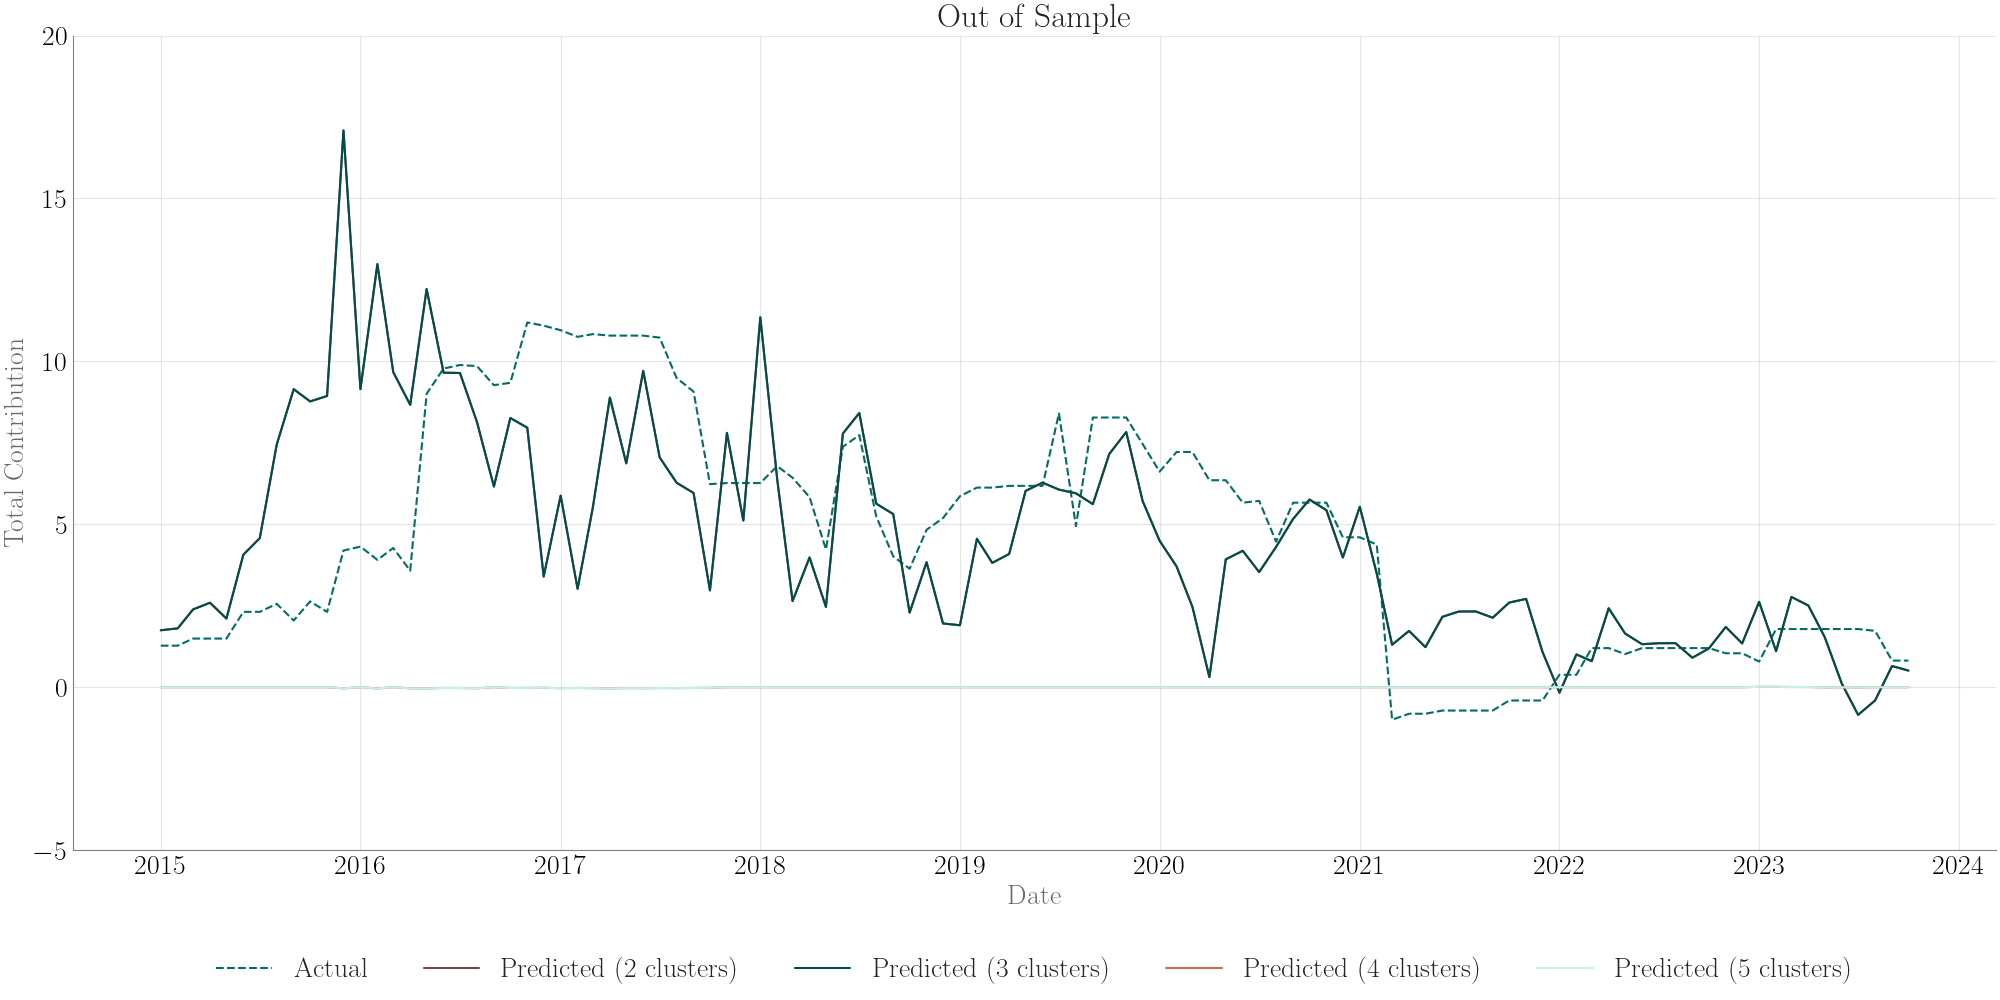 Out of Sample
20
15
10
5
0
−5
Total Contribution
2015 2016 2017 2018 2019 2020 2021 2022 2023 2024
Date
Actual Predicted (2 clusters) Predicted (3 clusters) Predicted (4 clusters) Predicted (5 clusters)